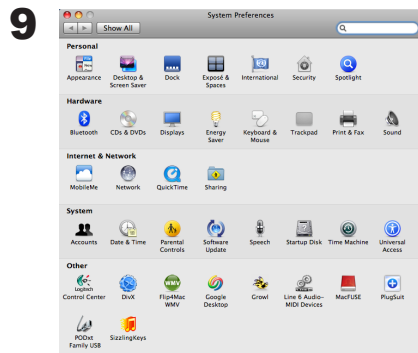 9
System Preferences
Show All
Personal
Appearance Desktop & Screen Saver Dock Exposé & Spaces International Security Spotlight
Hardware
Bluetooth CDs & DVDs Displays Energy Saver Keyboard & Mouse Trackpad Print & Fax Sound
Internet & Network
MobileMe Network QuickTime Sharing
System
Accounts Date & Time Parental Controls Software Update Speech Startup Disk Time Machine Universal Access
Other
Logitech Control Center DivX Flip4Mac WMV Google Desktop Growl Line 6 Audio-MIDI Devices MacFUSE PlugSuit
PODxt Family USB SizzlingKeys